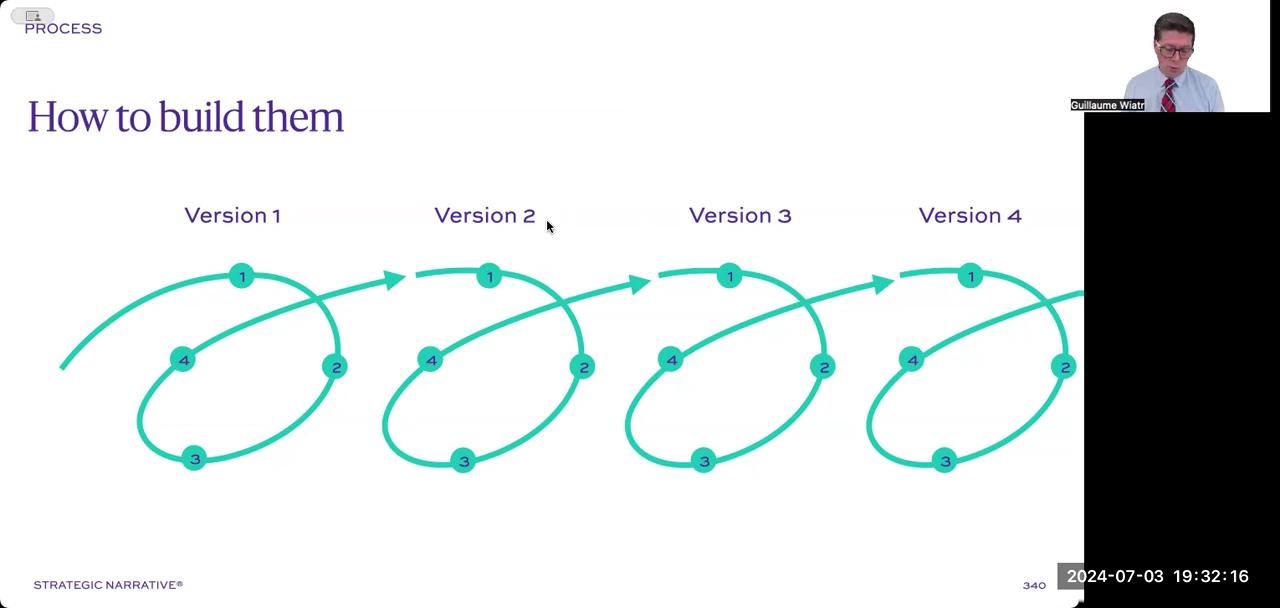 PROCESS
How to build them
Version 1
Version 2
Version 3
Version 4
1
1
1
1
4
2
4
2
4
2
4
2
3
3
3
3
STRATEGIC NARRATIVE®
340
Guillaume Wiatr
2024-07-03 19:32:16